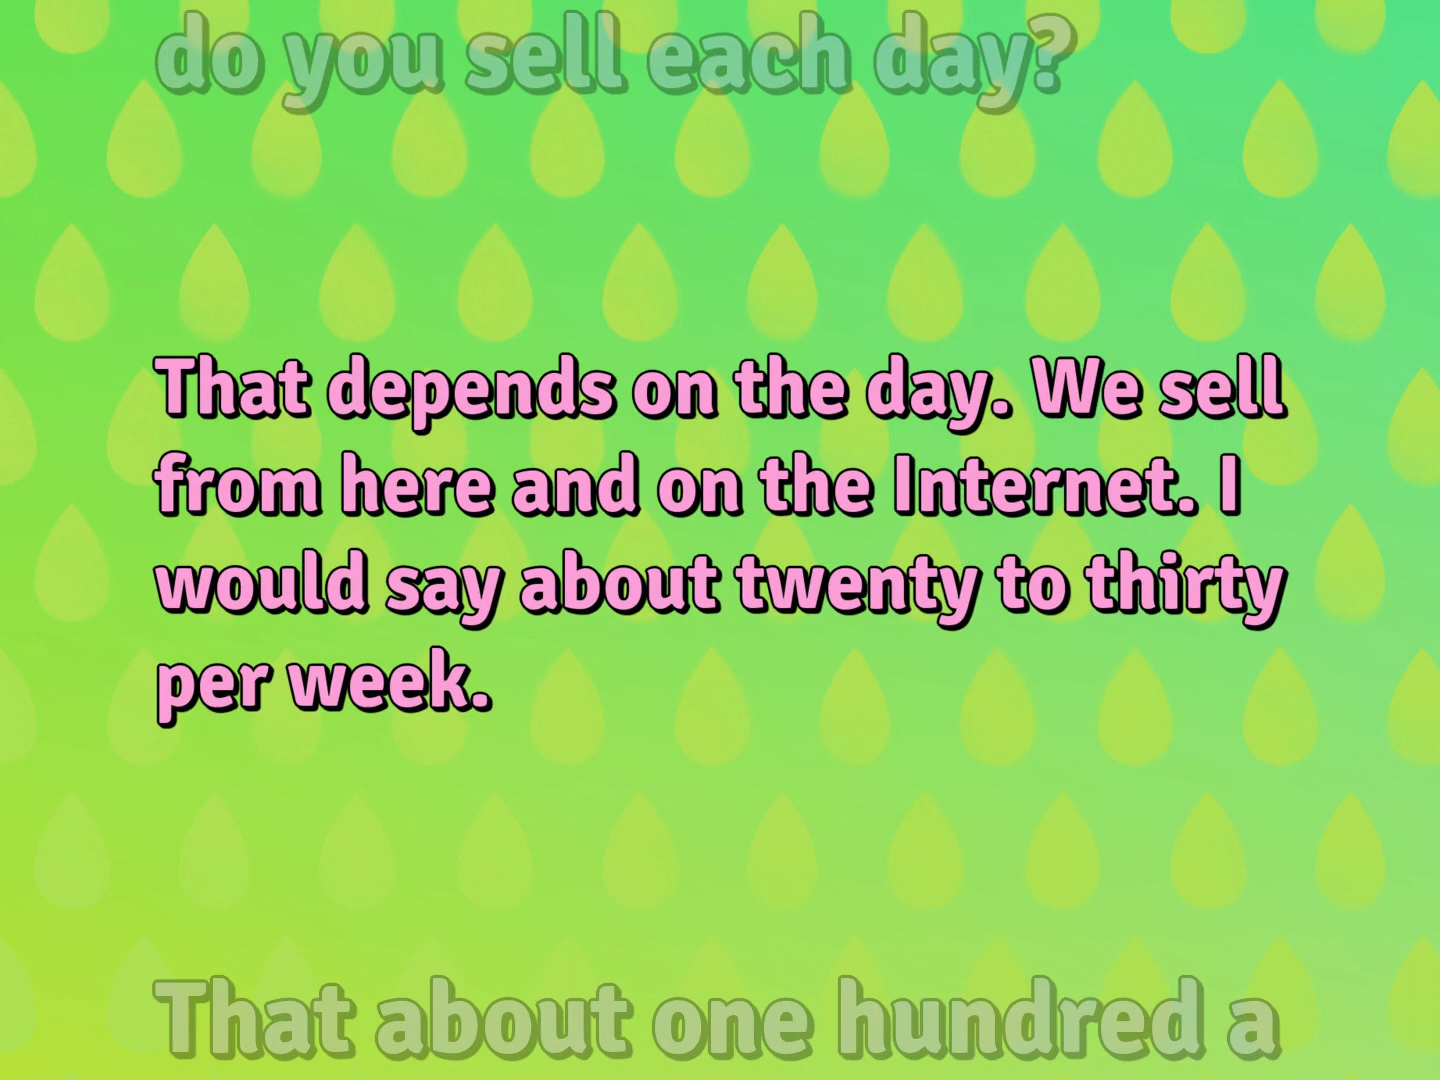 do you sell each day?
That depends on the day. We sell
from here and on the Internet. I
would say about twenty to thirty
per week.
That about one hundred a